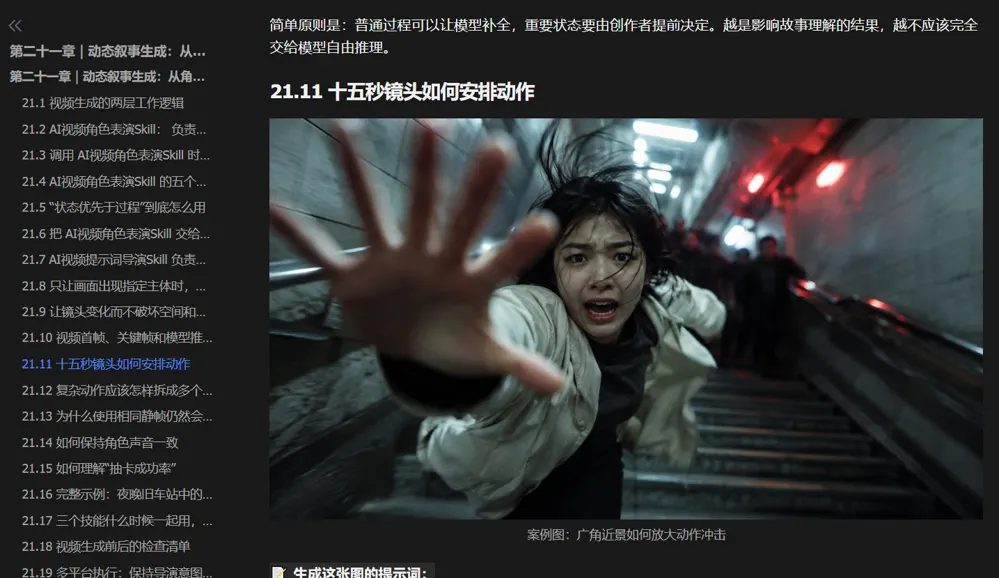 第二十一章 | 动态叙事生成：从...
第二十一章 | 动态叙事生成：从角...
21.1 视频生成的两层工作逻辑
21.2 AI视频角色表演Skill： 负责...
21.3 调用 AI视频角色表演Skill 时...
21.4 AI视频角色表演Skill 的五个...
21.5 “状态优先于过程”到底怎么用
21.6 把 AI视频角色表演Skill 交给...
21.7 AI视频提示词导演Skill 负责...
21.8 只让画面出现指定主体时，...
21.9 让镜头变化而不破坏空间和...
21.10 视频首帧、关键帧和模型推...
21.11 十五秒镜头如何安排动作
21.12 复杂动作应该怎样拆成多个...
21.13 为什么使用相同静帧仍然会...
21.14 如何保持角色声音一致
21.15 如何理解“抽卡成功率”
21.16 完整示例：夜晚旧车站中的...
21.17 三个技能什么时候一起用，...
21.18 视频生成前后的检查清单
21.19 多平台执行：保持导演意图...
简单原则是：普通过程可以让模型补全，重要状态要由创作者提前决定。越是影响故事理解的结果，越不应该完全
交给模型自由推理。
21.11 十五秒镜头如何安排动作
案例图：广角近景如何放大动作冲击
生成这张图的提示词：